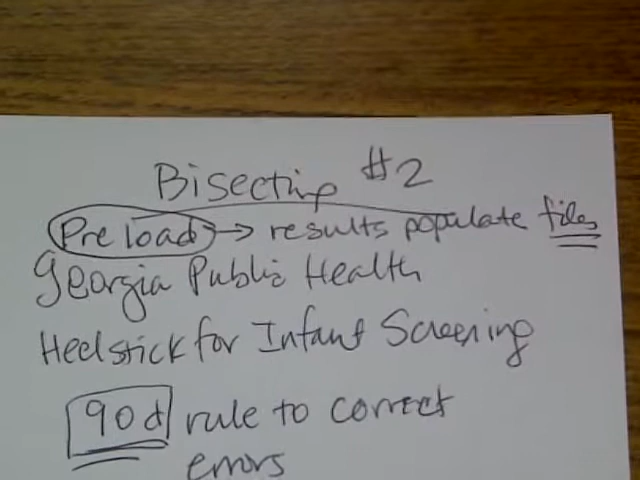 Bisecting #2
Preload → results populate files
Georgia Public Health
Heelstick for Infant Screening
90d rule to correct
errors